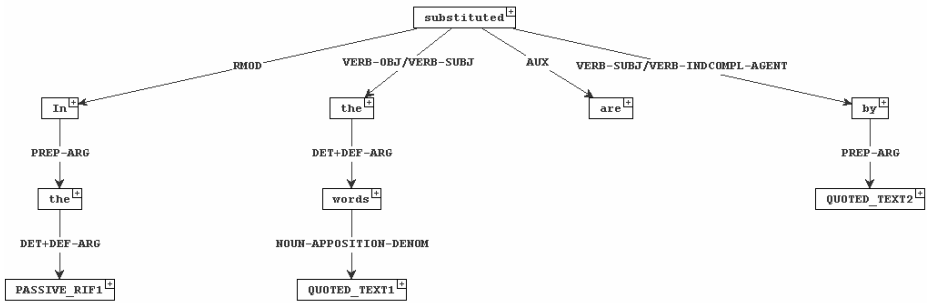 substituted
RMOD VERB-OBJ/VERB-SUBJ AUX VERB-SUBJ/VERB-INDCOMPL-AGENT
In the are by
PREP-ARG DET+DEF-ARG PREP-ARG
the words QUOTED_TEXT2
DET+DEF-ARG NOUN-APPOSITION-DENOM
PASSIVE_RIF1 QUOTED_TEXT1